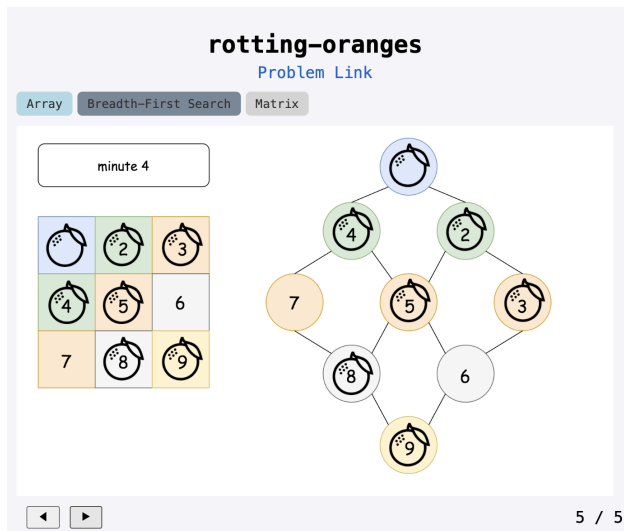 rotting-oranges
Problem Link
Array Breadth-First Search Matrix
minute 4
2 3
4 5 6
7 8 9
4 2
7 5 3
8 6
9
5 / 5